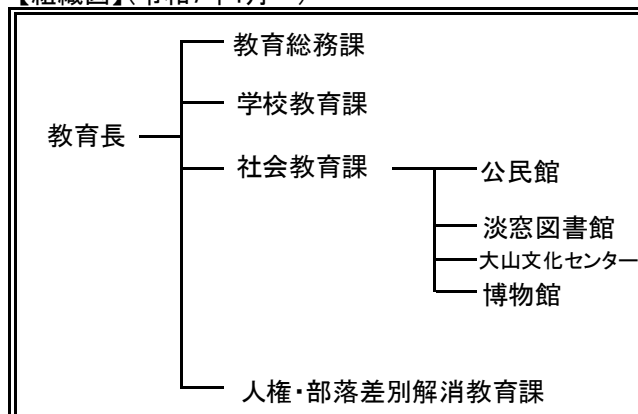 教育総務課
学校教育課
教育長
社会教育課
公民館
淡窓図書館
大山文化センター
博物館
人権・部落差別解消教育課